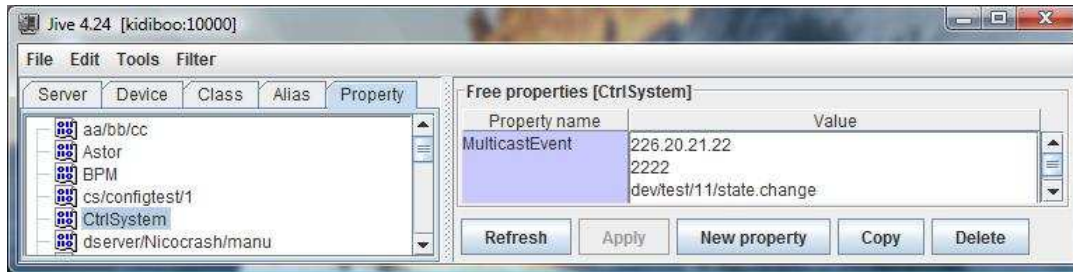 Jive 4.24 [kidiboo:10000]
File Edit Tools Filter
Server Device Class Alias Property
aa/bb/cc
Astor
BPM
cs/configtest/1
CtrlSystem
dserver/Nicocrash/manu
Free properties [CtrlSystem]
Property name Value
MulticastEvent 226.20.21.22
2222
dev/test/11/state.change
Refresh Apply New property Copy Delete